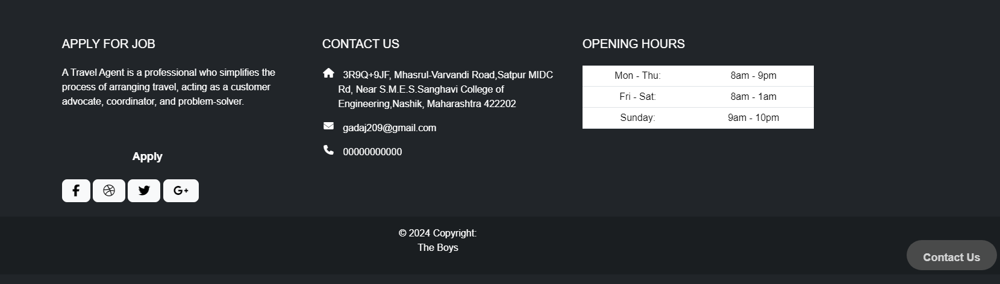 APPLY FOR JOB
A Travel Agent is a professional who simplifies the
process of arranging travel, acting as a customer
advocate, coordinator, and problem-solver.
Apply
G+
CONTACT US
3R9Q+9JF, Mhasrul-Varvandi Road,Satpur MIDC
Rd, Near S.M.E.S.Sanghavi College of
Engineering,Nashik, Maharashtra 422202
gadaj209@gmail.com
00000000000
OPENING HOURS
Mon - Thu: 8am - 9pm
Fri - Sat: 8am - 1am
Sunday: 9am - 10pm
© 2024 Copyright:
The Boys
Contact Us